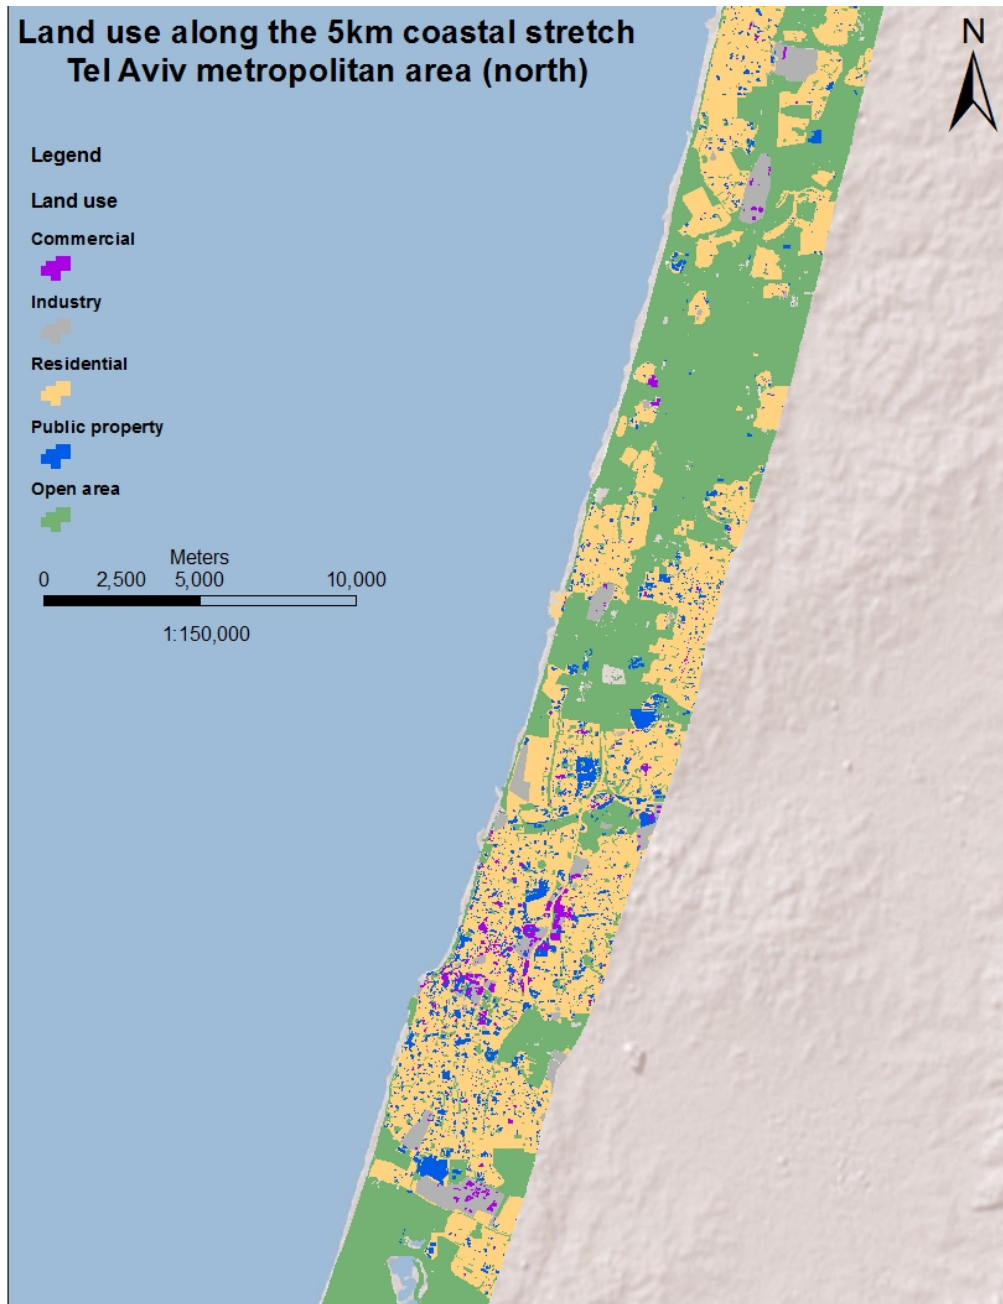 Land use along the 5km coastal stretch
Tel Aviv metropolitan area (north)
N
Legend
Land use
Commercial
Industry
Residential
Public property
Open area
Meters
0 2,500 5,000 10,000
1:150,000